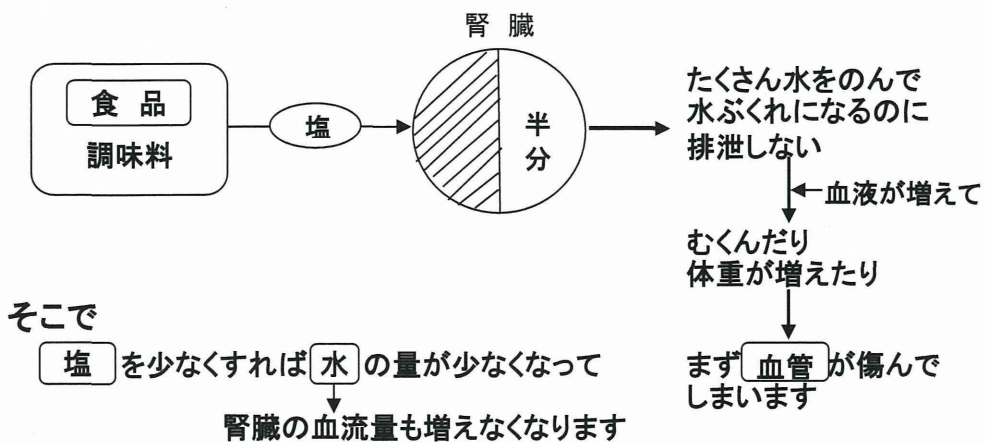 腎臓
食品
調味料
塩
半分
たくさん水をのんで
水ぶくれになるのに
排泄しない
血液が増えて
むくんだり
体重が増えたり
まず血管が傷んで
しまいます
そこで
塩を少なくすれば水の量が少なくなって
腎臓の血流量も増えなくなります